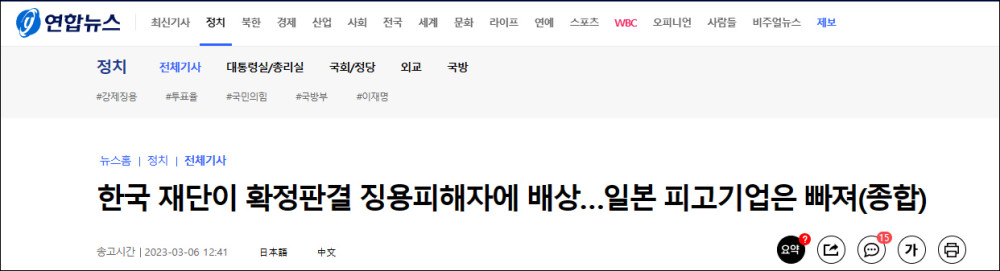 연합뉴스 최신기사 정치 북한 경제 산업 사회 전국 세계 문화 라이프 연예 스포츠 WBC 오피니언 사람들 비주얼뉴스 제보
정치 전체기사 대통령실/총리실 국회/정당 외교 국방
#강제징용 #투표율 #국민의힘 #국방부 #이재명
뉴스홈 | 정치 | 전체기사
한국 재단이 확정판결 징용피해자에 배상…일본 피고기업은 빠져(종합)
송고시간 | 2023-03-06 12:41 日本語 中文 요약 ? 15 가